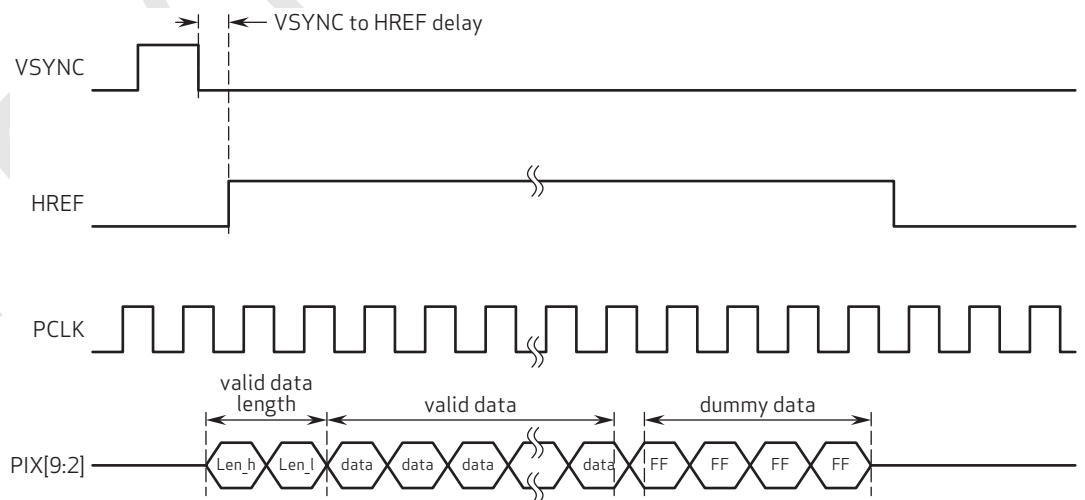 VSYNC to HREF delay
VSYNC
HREF
PCLK
valid data
length
valid data
dummy data
PIX[9:2]
Len_h Len_l data data data data FF FF FF FF